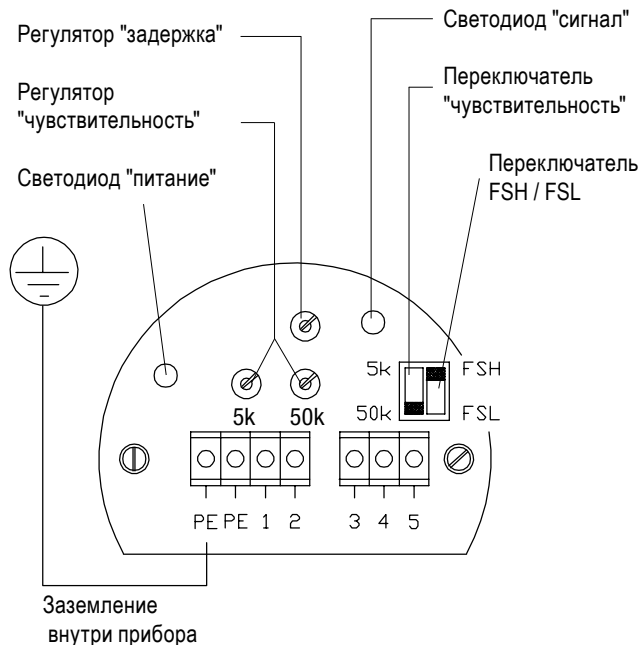 Регулятор "задержка"
Светодиод "сигнал"
Регулятор
"чувствительность"
Переключатель
"чувствительность"
Светодиод "питание"
Переключатель
FSH / FSL
5k FSH
50k FSL
5k 50k
PE PE 1 2 3 4 5
Заземление
внутри прибора